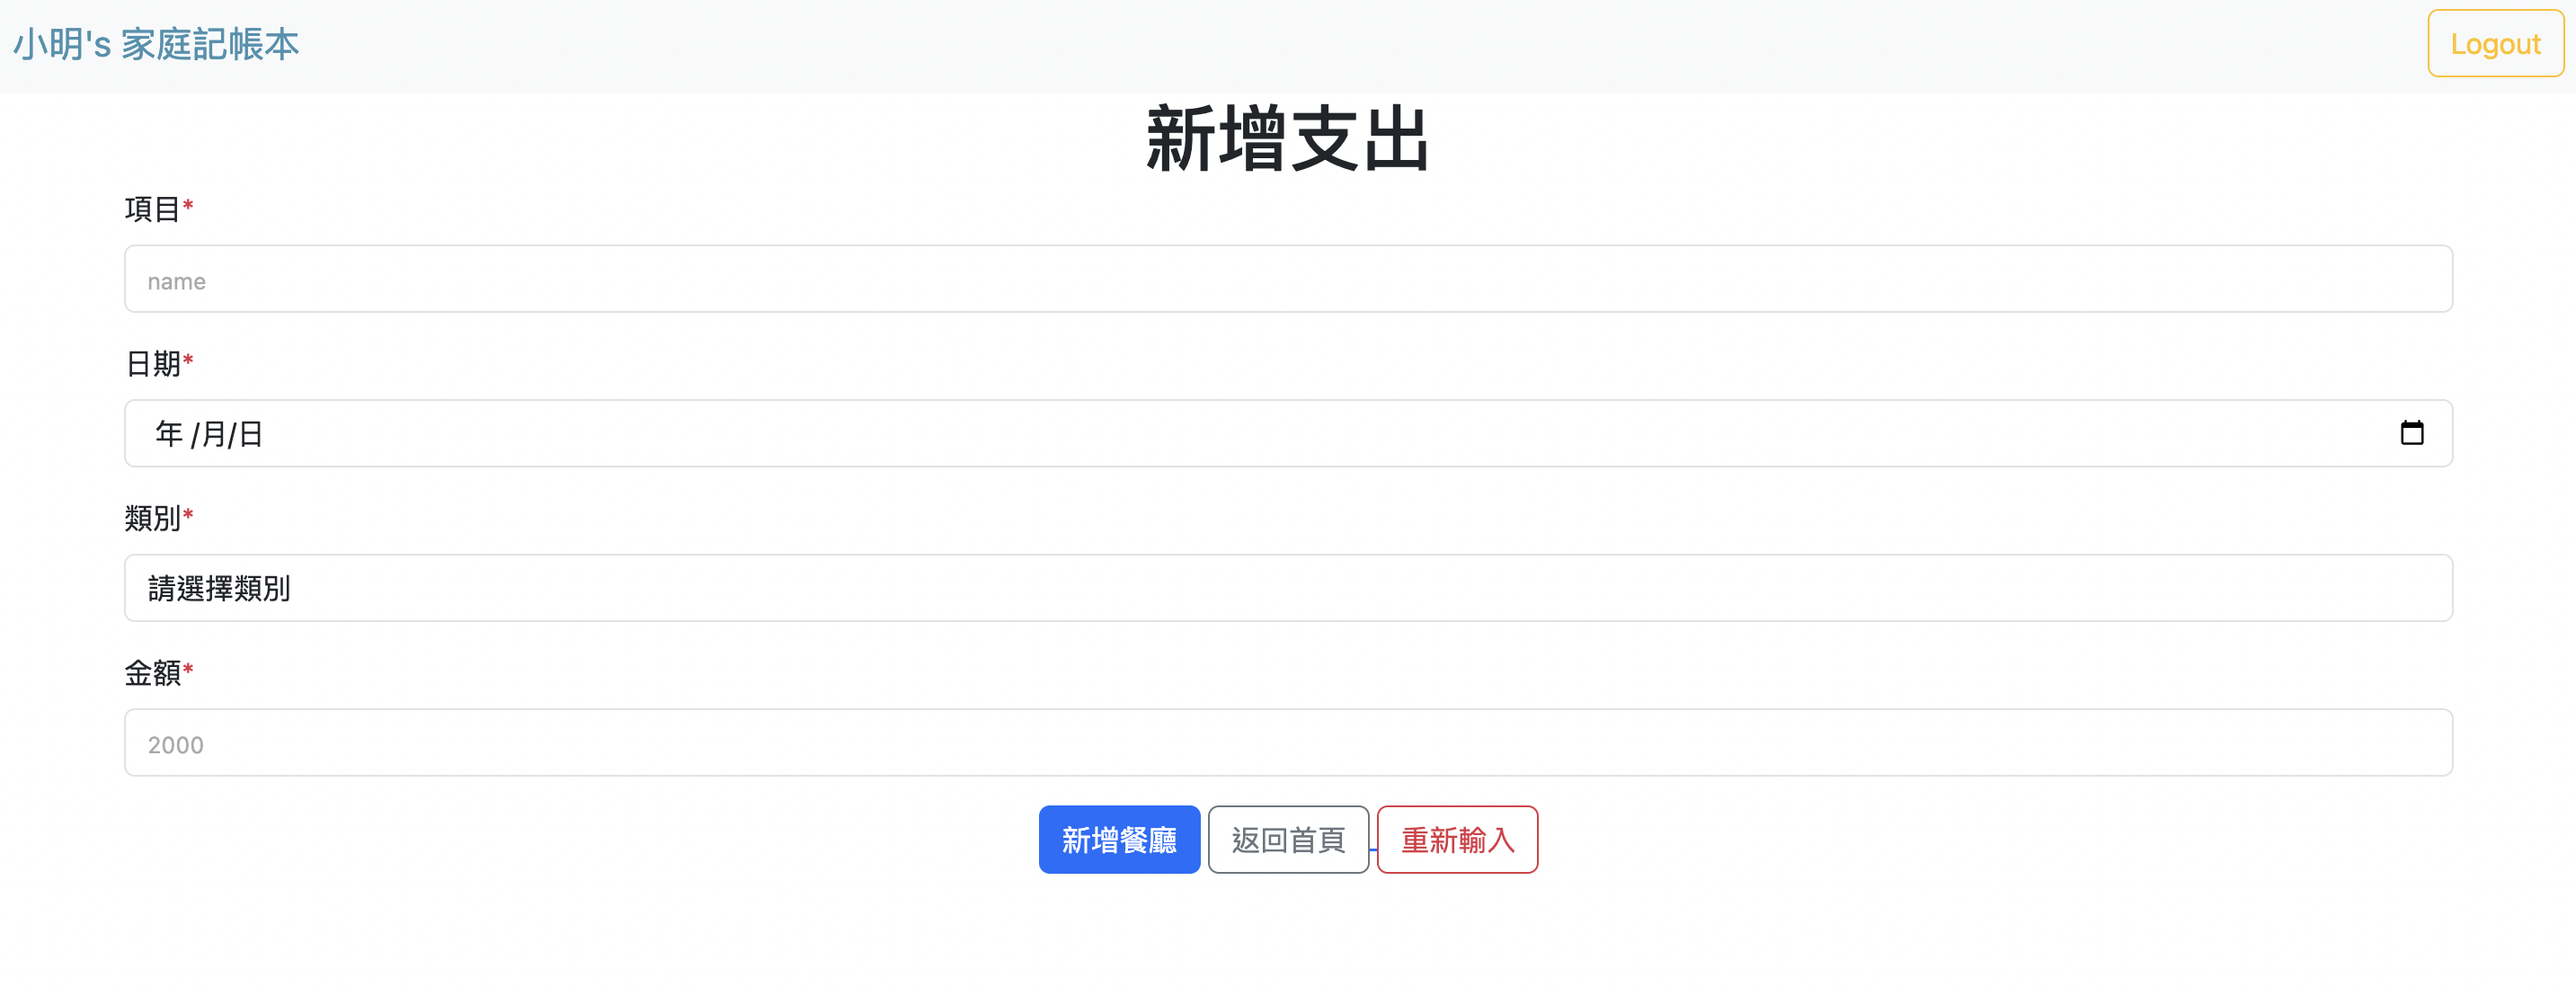 小明's 家庭記帳本
Logout
新增支出
項目*
name
日期*
年 /月/日
類別*
請選擇類別
金額*
2000
新增餐廳 返回首頁 重新輸入